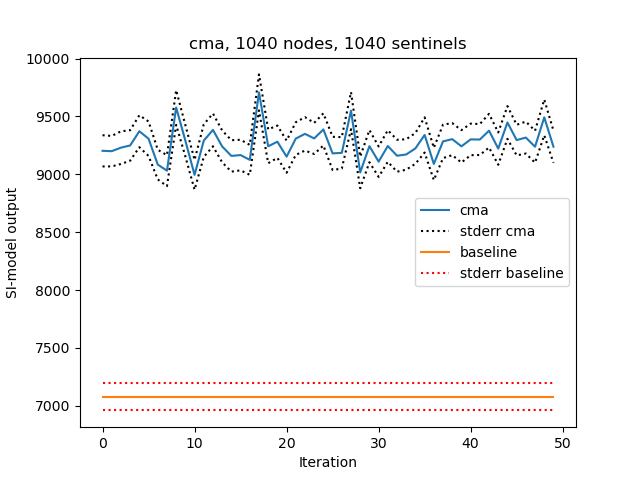 cma, 1040 nodes, 1040 sentinels
SI-model output
10000
9500
9000
8500
8000
7500
7000
cma
stderr cma
baseline
stderr baseline
0
10
20
30
40
50
Iteration